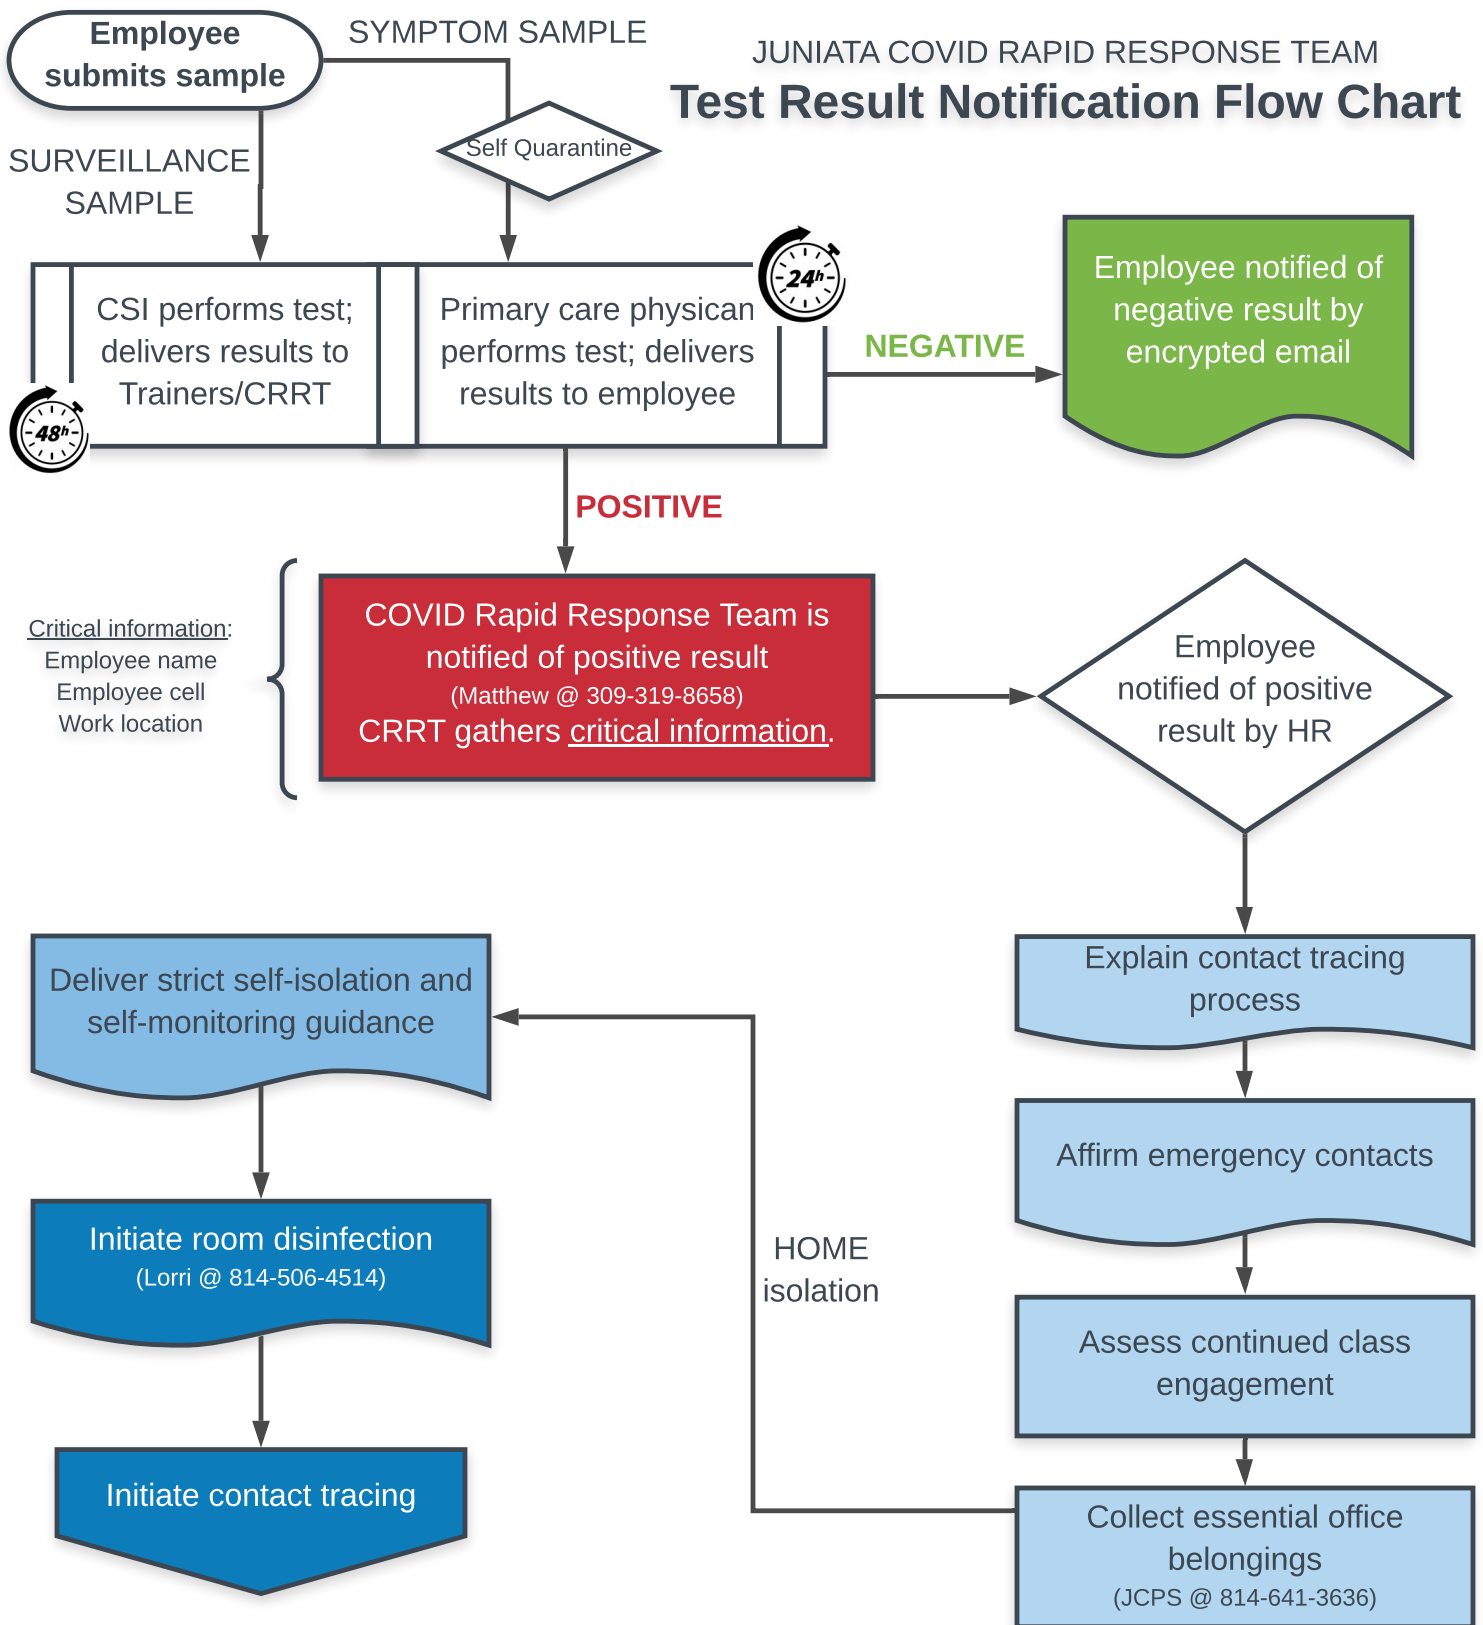 Employee
submits sample
SYMPTOM SAMPLE
JUNIATA COVID RAPID RESPONSE TEAM
Test Result Notification Flow Chart
Self Quarantine
SURVEILLANCE
SAMPLE
CSI performs test;
delivers results to
Trainers/CRRT
48h
Primary care physican
performs test; delivers
results to employee
24h
NEGATIVE
Employee notified of
negative result by
encrypted email
POSITIVE
Critical information:
Employee name
Employee cell
Work location
COVID Rapid Response Team is
notified of positive result
(Matthew @ 309-319-8658)
CRRT gathers critical information.
Employee
notified of positive
result by HR
Explain contact tracing
process
Affirm emergency contacts
Assess continued class
engagement
Collect essential office
belongings
(JCPS @ 814-641-3636)
HOME
isolation
Deliver strict self-isolation and
self-monitoring guidance
Initiate room disinfection
(Lorri @ 814-506-4514)
Initiate contact tracing